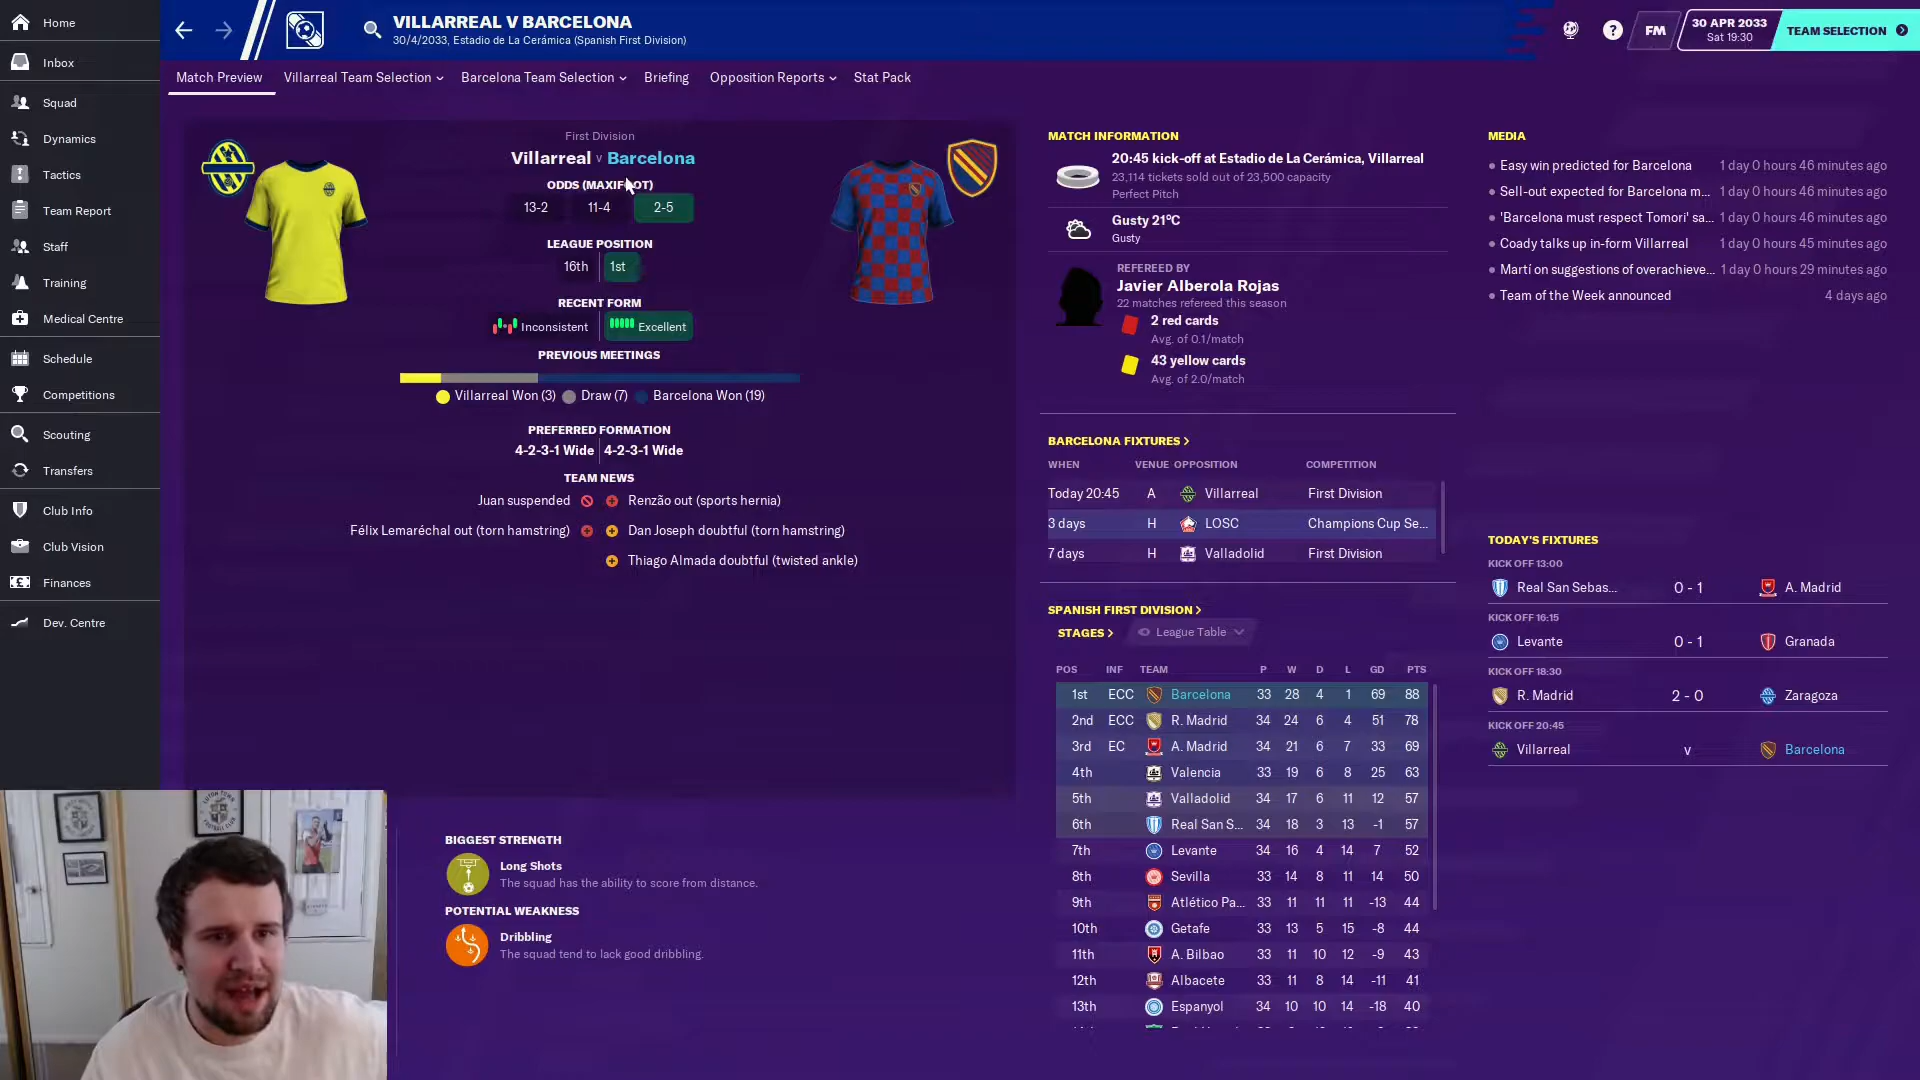 Home
Inbox
Squad
Dynamics
Tactics
Team Report
Staff
Training
Medical Centre
Schedule
Competitions
Scouting
Transfers
Club Info
Club Vision
Finances
Dev. Centre
VILLARREAL V BARCELONA
30/4/2033, Estadio de La Cerámica (Spanish First Division)
?
FM
30 APR 2033
Sat 19:30
TEAM SELECTION
Match Preview Villarreal Team Selection Barcelona Team Selection Briefing Opposition Reports Stat Pack
First Division
Villarreal v Barcelona
13-2 11-4 2-5
LEAGUE POSITION
16th 1st
RECENT FORM
Inconsistent Excellent
PREVIOUS MEETINGS
Villarreal Won (3) Draw (7) Barcelona Won (19)
PREFERRED FORMATION
4-2-3-1 Wide 4-2-3-1 Wide
TEAM NEWS
Juan suspended Renzão out (sports hernia)
Félix Lemaréchal out (torn hamstring) Dan Joseph doubtful (torn hamstring)
Thiago Almada doubtful (twisted ankle)
BIGGEST STRENGTH
Long Shots
The squad has the ability to score from distance.
POTENTIAL WEAKNESS
Dribbling
The squad tend to lack good dribbling.
MATCH INFORMATION
20:45 kick-off at Estadio de La Cerámica, Villarreal
23,114 tickets sold out of 23,500 capacity
Perfect Pitch
Gusty 21°C
Gusty
REFEREED BY
Javier Alberola Rojas
22 matches refereed this season
2 red cards
Avg. of 0.1/match
43 yellow cards
Avg. of 2.0/match
BARCELONA FIXTURES >
WHEN VENUE OPPOSITION COMPETITION
Today 20:45 A Villarreal First Division
3 days H LOSC Champions Cup Se...
7 days H Valladolid First Division
SPANISH FIRST DIVISION >
STAGES > League Table
POS INF TEAM P W D L GD PTS
1st ECC Barcelona 33 28 4 1 69 88
2nd ECC R. Madrid 34 24 6 4 51 78
3rd EC A. Madrid 34 21 6 7 33 69
4th Valencia 33 19 6 8 25 63
5th Valladolid 34 17 6 11 12 57
6th Real San S... 34 18 3 13 -1 57
7th Levante 34 16 4 14 7 52
8th Sevilla 33 14 8 11 14 50
9th Atlético Pa... 33 11 11 11 -13 44
10th Getafe 33 13 5 15 -8 44
11th A. Bilbao 33 11 10 12 -9 43
12th Albacete 33 11 8 14 -11 41
13th Espanyol 34 10 10 14 -18 40
MEDIA
Easy win predicted for Barcelona 1 day 0 hours 46 minutes ago
Sell-out expected for Barcelona m... 1 day 0 hours 46 minutes ago
'Barcelona must respect Tomori' sa... 1 day 0 hours 46 minutes ago
Coady talks up in-form Villarreal 1 day 0 hours 45 minutes ago
Martí on suggestions of overachieve... 1 day 0 hours 29 minutes ago
Team of the Week announced 4 days ago
TODAY'S FIXTURES
KICK OFF 13:00
Real San Sebas... 0 - 1 A. Madrid
KICK OFF 16:15
Levante 0 - 1 Granada
KICK OFF 18:30
R. Madrid 2 - 0 Zaragoza
KICK OFF 20:45
Villarreal v Barcelona